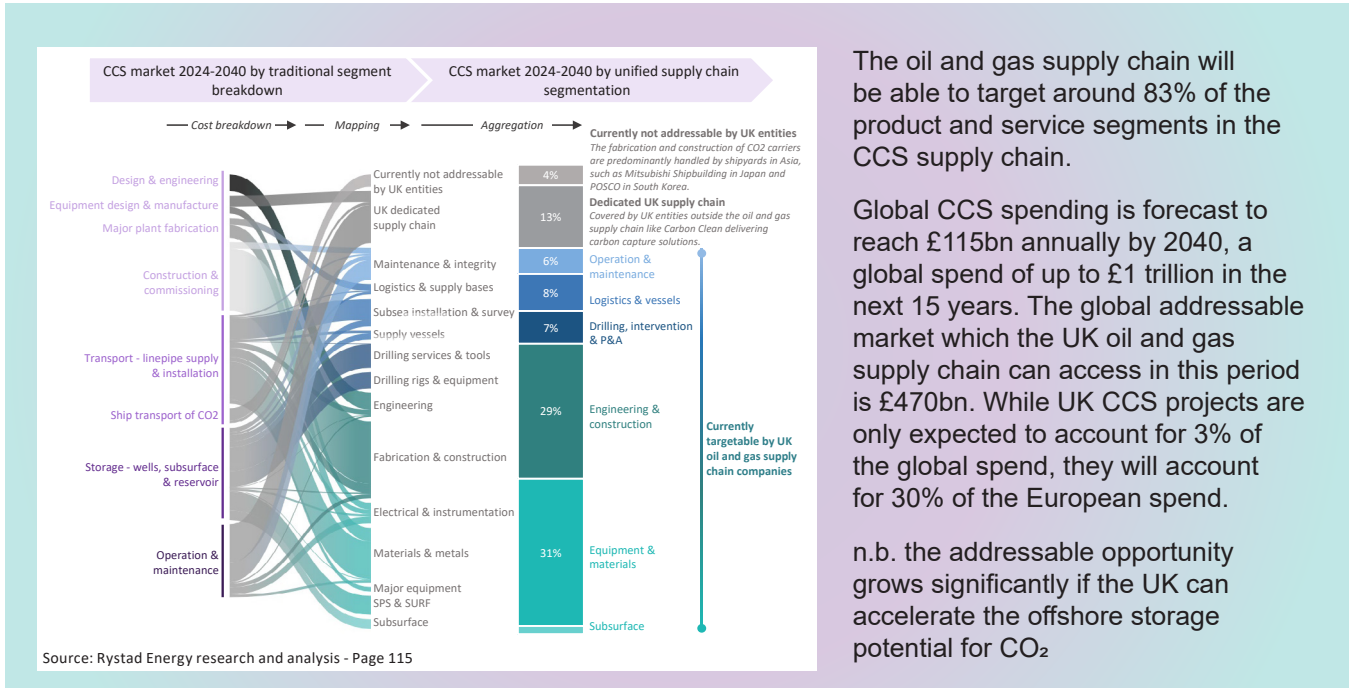 CCS market 2024-2040 by traditional segment
breakdown
CCS market 2024-2040 by unified supply chain
segmentation
Cost breakdown
Mapping
Aggregation
Design & engineering
Equipment design & manufacture
Major plant fabrication
Construction &
commissioning
Transport - linepipe supply
& installation
Ship transport of CO2
Storage - wells, subsurface
& reservoir
Operation &
maintenance
Currently not addressable
by UK entities
UK dedicated
supply chain
Maintenance & integrity
Logistics & supply bases
Subsea installation & survey
Supply vessels
Drilling services & tools
Drilling rigs & equipment
Engineering
Fabrication & construction
Electrical & instrumentation
Materials & metals
Major equipment
SPS & SURF
Subsurface
4%
13%
6%
8%
7%
29%
31%
Currently not addressable by UK entities
The fabrication and construction of CO2 carriers
are predominantly handled by shipyards in Asia,
such as Mitsubishi Shipbuilding in Japan and
POSCO in South Korea.
Dedicated UK supply chain
Covered by UK entities outside the oil and gas
supply chain like Carbon Clean delivering
carbon capture solutions.
Operation &
maintenance
Logistics & vessels
Drilling, intervention
& P&A
Engineering &
construction
Equipment &
materials
Subsurface
Currently
targetable by UK
oil and gas supply
chain companies
Source: Rystad Energy research and analysis - Page 115
The oil and gas supply chain will
be able to target around 83% of the
product and service segments in the
CCS supply chain.
Global CCS spending is forecast to
reach £115bn annually by 2040, a
global spend of up to £1 trillion in the
next 15 years. The global addressable
market which the UK oil and gas
supply chain can access in this period
is £470bn. While UK CCS projects are
only expected to account for 3% of
the global spend, they will account
for 30% of the European spend.
n.b. the addressable opportunity
grows significantly if the UK can
accelerate the offshore storage
potential for CO₂